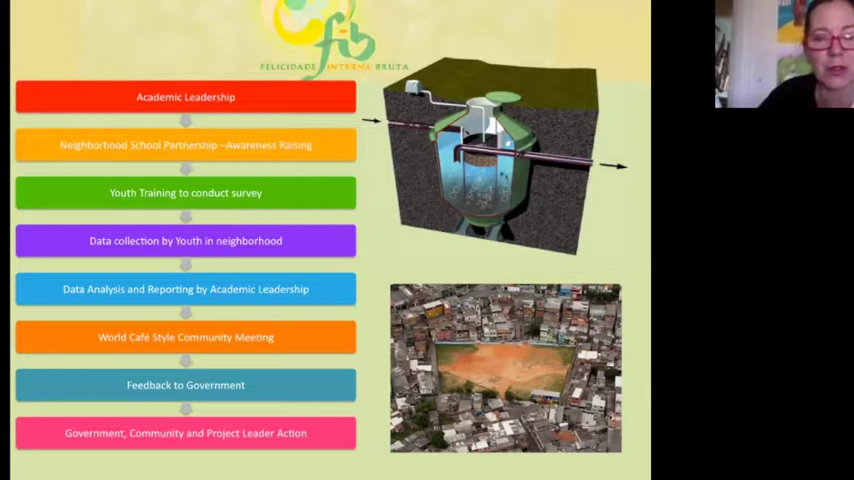 fib
FELICIDADE INTERNA BRUTA
Academic Leadership
Neighborhood School Partnership –Awareness Raising
Youth Training to conduct survey
Data collection by Youth in neighborhood
Data Analysis and Reporting by Academic Leadership
World Café Style Community Meeting
Feedback to Government
Government, Community and Project Leader Action